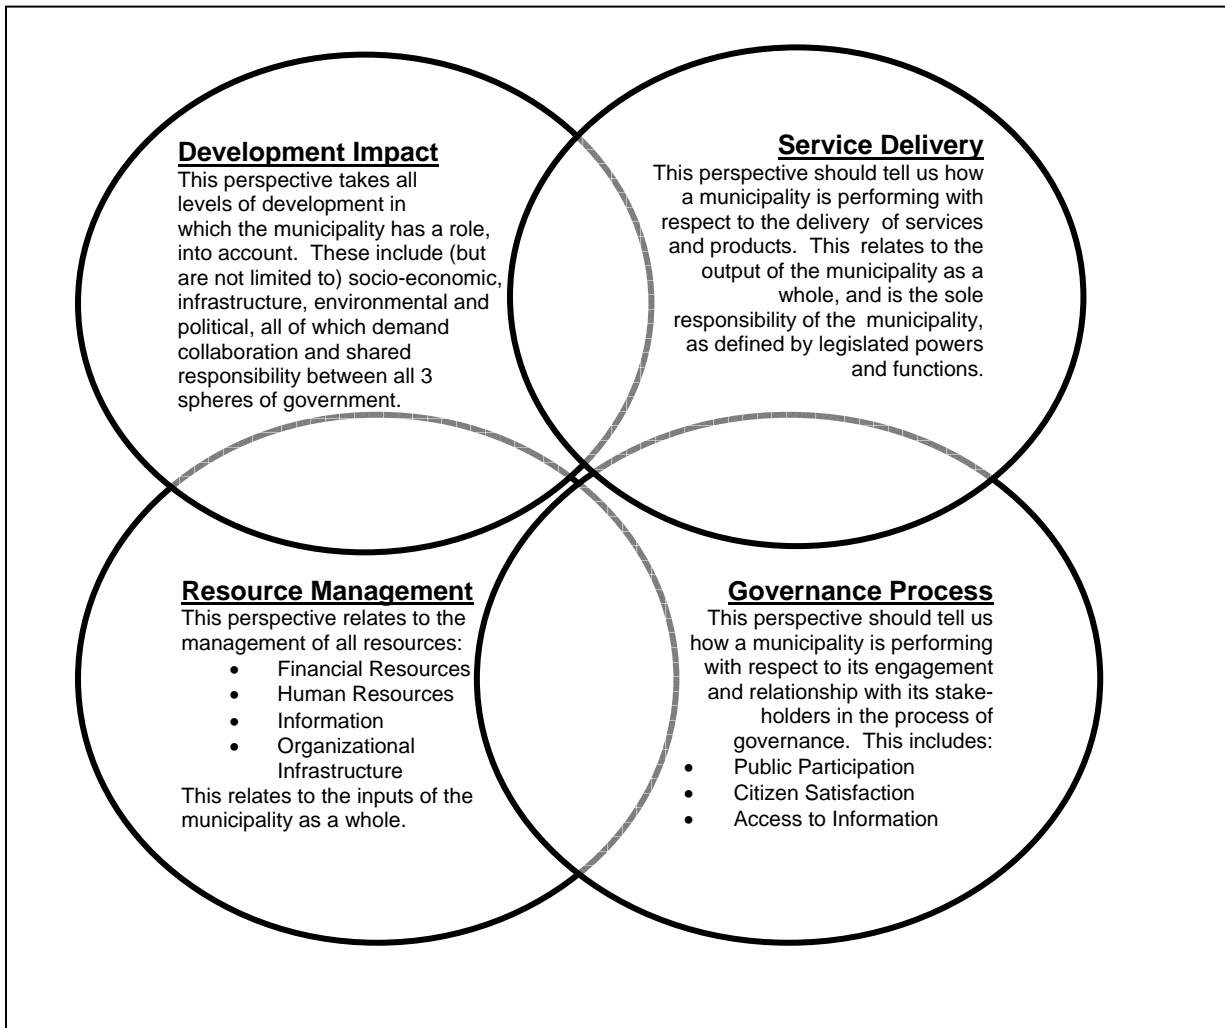 Development Impact
This perspective takes all
levels of development in
which the municipality has a role,
into account.  These include (but
are not limited to) socio-economic,
infrastructure, environmental and
political, all of which demand
collaboration and shared
responsibility between all 3
spheres of government.
Service Delivery
This perspective should tell us how
a municipality is performing with
respect to the delivery  of services
and products.  This  relates to the
output of the municipality as a
whole, and is the sole
responsibility of the  municipality,
as defined by legislated powers
and functions.
Resource Management
This perspective relates to the
management of all resources:
• Financial Resources
• Human Resources
• Information
• Organizational
Infrastructure
This relates to the inputs of the
municipality as a whole.
Governance Process
This perspective should tell us
how a municipality is performing
with respect to its engagement
and relationship with its stake-
holders in the process of
governance.  This includes:
• Public Participation
• Citizen Satisfaction
• Access to Information